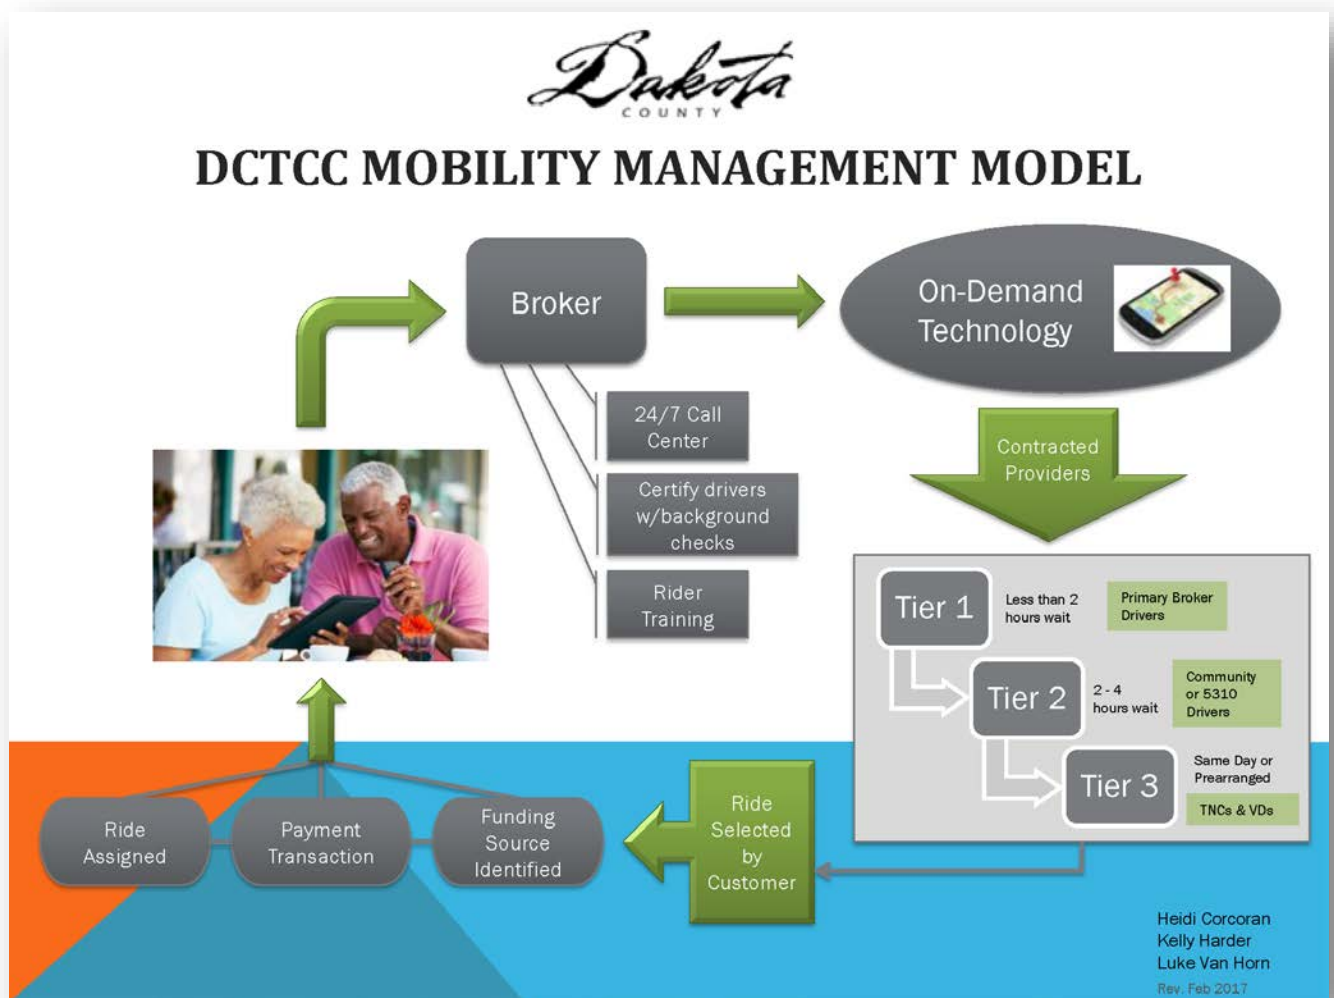 Dakota
COUNTY
DCTCC MOBILITY MANAGEMENT MODEL
Broker
On-Demand
Technology
24/7 Call
Center
Certify drivers
w/background
checks
Rider
Training
Contracted
Providers
Tier 1
Less than 2
hours wait
Primary Broker
Drivers
Tier 2
2 - 4
hours wait
Community
or 5310
Drivers
Tier 3
Same Day or
Prearranged
TNCs & VDs
Ride
Selected
by
Customer
Funding
Source
Identified
Payment
Transaction
Ride
Assigned
Heidi Corcoran
Kelly Harder
Luke Van Horn
Rev. Feb 2017